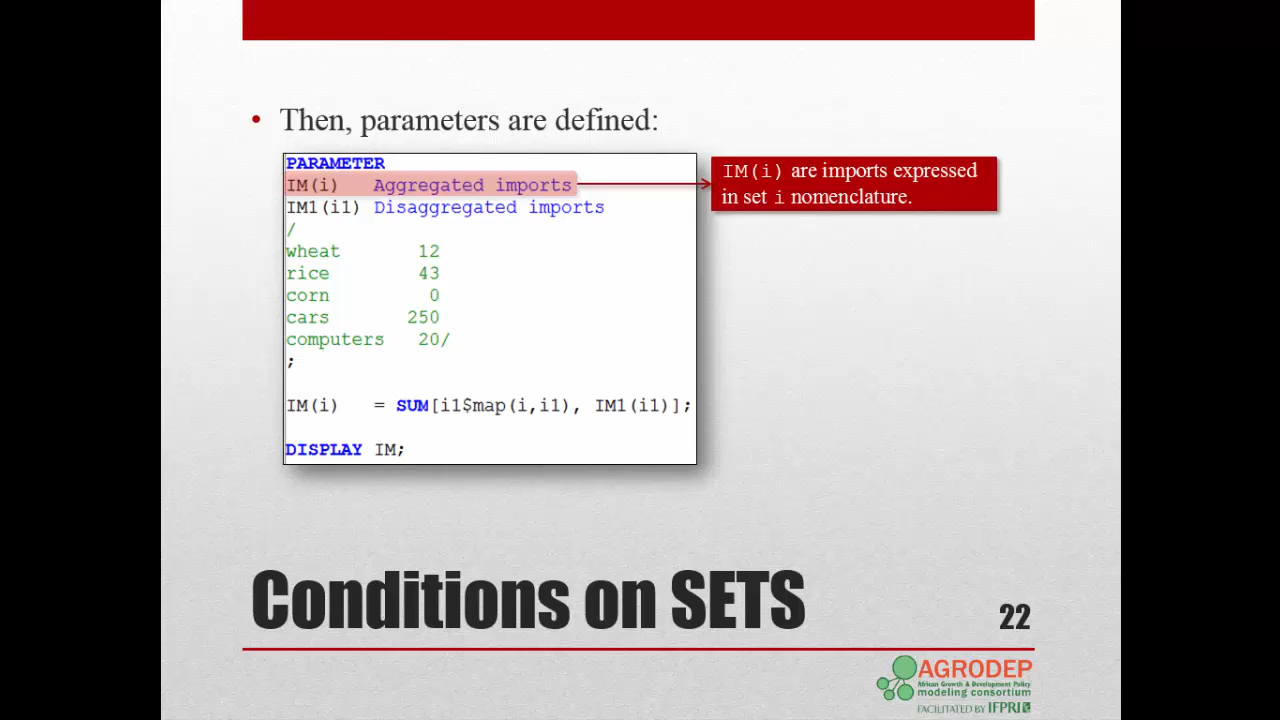 • Then, parameters are defined:
PARAMETER
IM(i) Aggregated imports
IM1(i1) Disaggregated imports
/
wheat 12
rice 43
corn 0
cars 250
computers 20/
;
IM(i) = SUM[i1$map(i,i1), IM1(i1)];
DISPLAY IM;
IM(i) are imports expressed
in set i nomenclature.
Conditions on SETS
22
AGRODEP
African Growth & Development Policy
modeling consortium
FACILITATED BY IFPRI